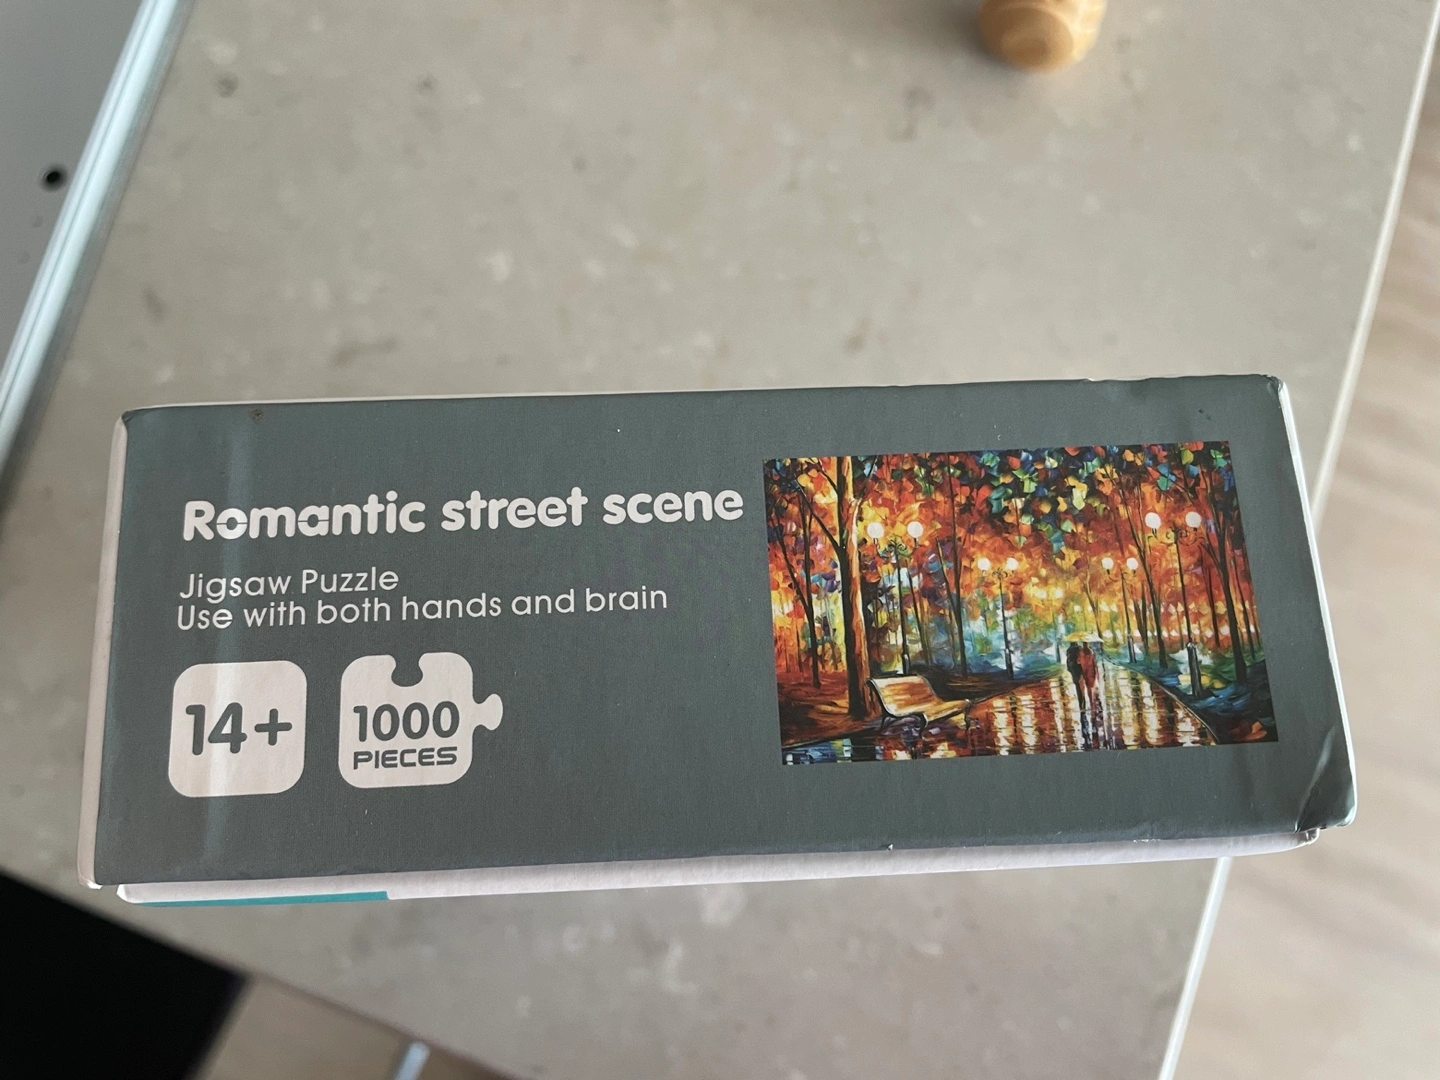 Romantic street scene
Jigsaw Puzzle
Use with both hands and brain
14+
1000
PIECES